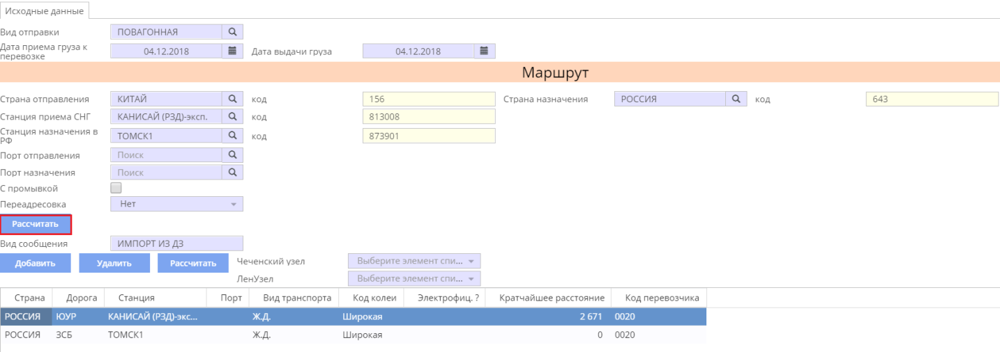 Исходные данные
Вид отправки ПОВАГОННАЯ
Дата приема груза к перевозке 04.12.2018 Дата выдачи груза 04.12.2018
Маршрут
Страна отправления КИТАЙ код 156 Страна назначения РОССИЯ код 643
Станция приема СНГ КАНИСАЙ (РЗД)-эксп. код 813008
Станция назначения в РФ ТОМСК1 код 873901
Порт отправления Поиск
Порт назначения Поиск
С промывкой
Переадресовка Нет
Рассчитать
Вид сообщения ИМПОРТ ИЗ ДЗ
Добавить Удалить Рассчитать Чеченский узел Выберите элемент спи...
ЛенУзел Выберите элемент спи...
Страна Дорога Станция Порт Вид транспорта Код колеи Электрофиц. ? Кратчайшее расстояние Код перевозчика
РОССИЯ ЮУР КАНИСАЙ (РЗД)-экс... Ж.Д. Широкая 2 671 0020
РОССИЯ ЗСБ ТОМСК1 Ж.Д. Широкая 0 0020